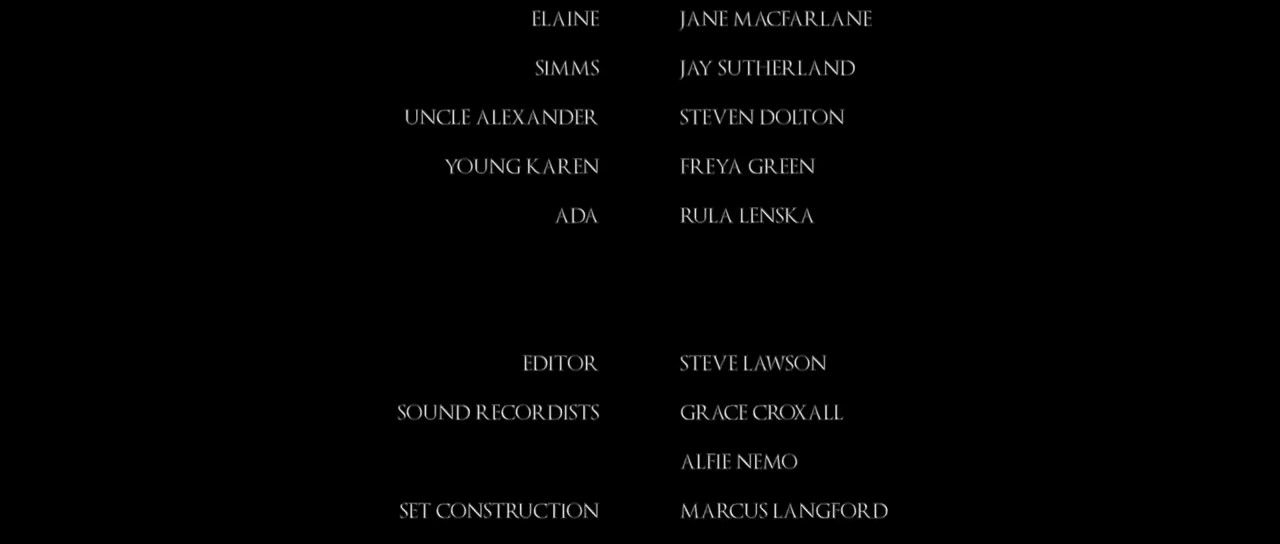 ELAINE JANE MACFARLANE
SIMMS JAY SUTHERLAND
UNCLE ALEXANDER STEVEN DOLTON
YOUNG KAREN FREYA GREEN
ADA RULA LENSKA
EDITOR STEVE LAWSON
SOUND RECORDISTS GRACE CROXALL
ALFIE NEMO
SET CONSTRUCTION MARCUS LANGFORD